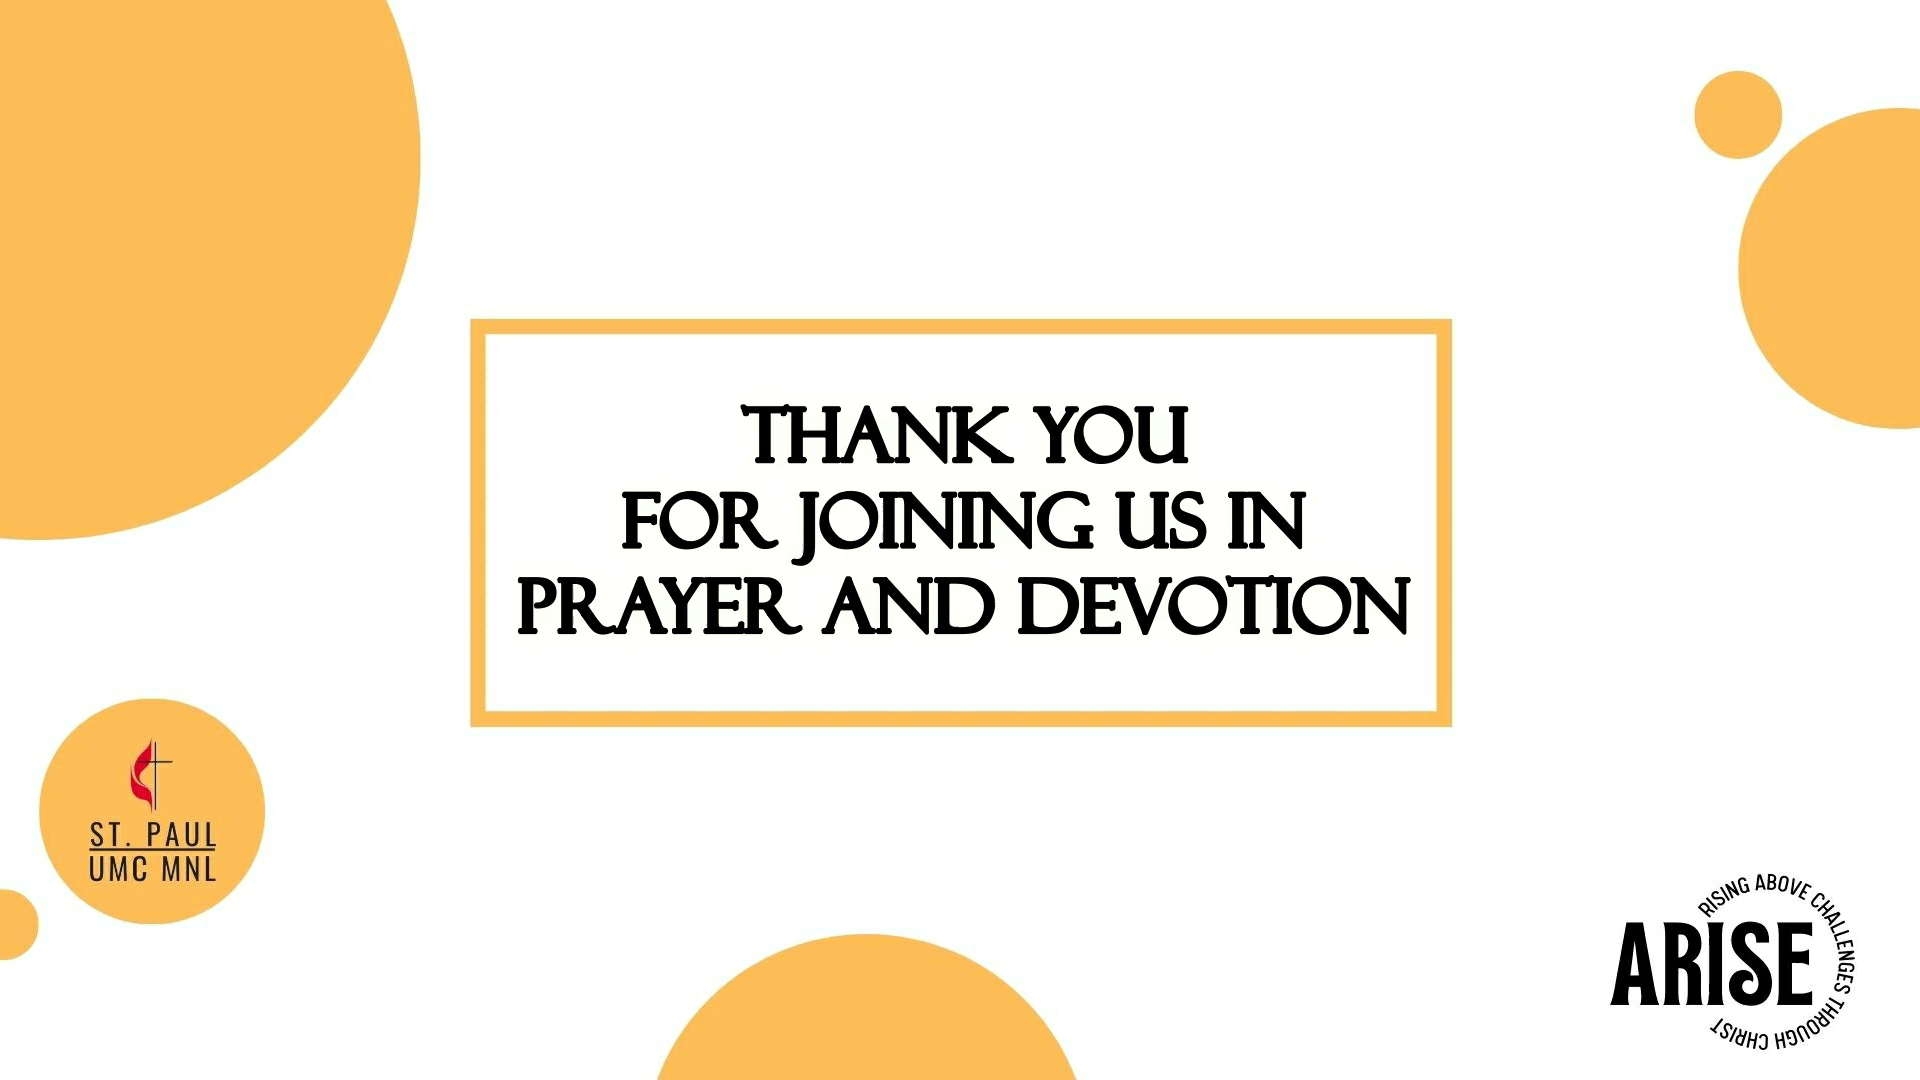 THANK YOU
FOR JOINING US IN
PRAYER AND DEVOTION
ST. PAUL
UMC MNL
RISING ABOVE CHALLENGES THROUGH CHRIST
ARISE